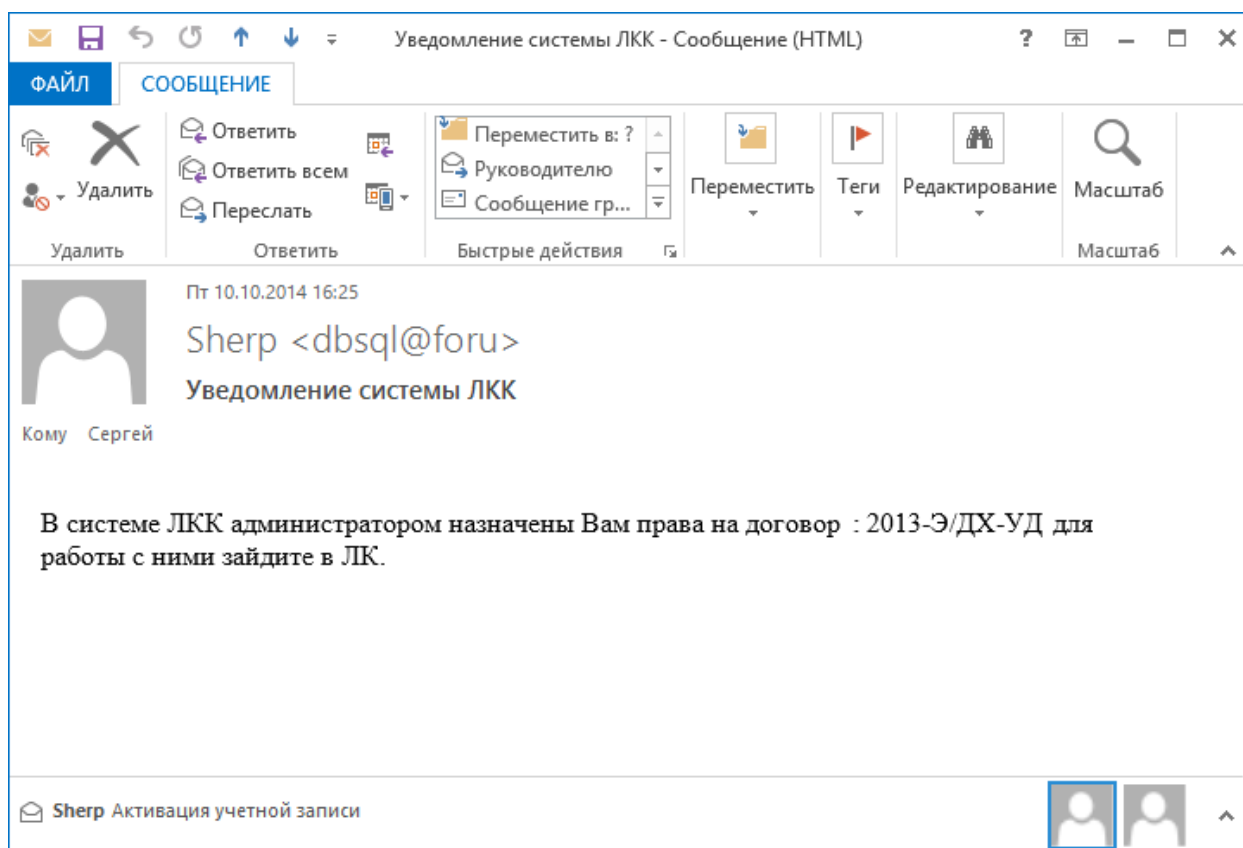 Уведомление системы ЛКК - Сообщение (HTML)
?
ФАЙЛ СООБЩЕНИЕ
Удалить
Ответить
Ответить всем
Переслать
Переместить в: ?
Руководителю
Сообщение гр...
Переместить
Теги
Редактирование
Масштаб
Удалить Ответить Быстрые действия Масштаб
Пт 10.10.2014 16:25
Sherp <dbsql@foru>
Уведомление системы ЛКК
Кому Сергей
В системе ЛКК администратором назначены Вам права на договор : 2013-Э/ДХ-УД для
работы с ними зайдите в ЛК.
Sherp Активация учетной записи